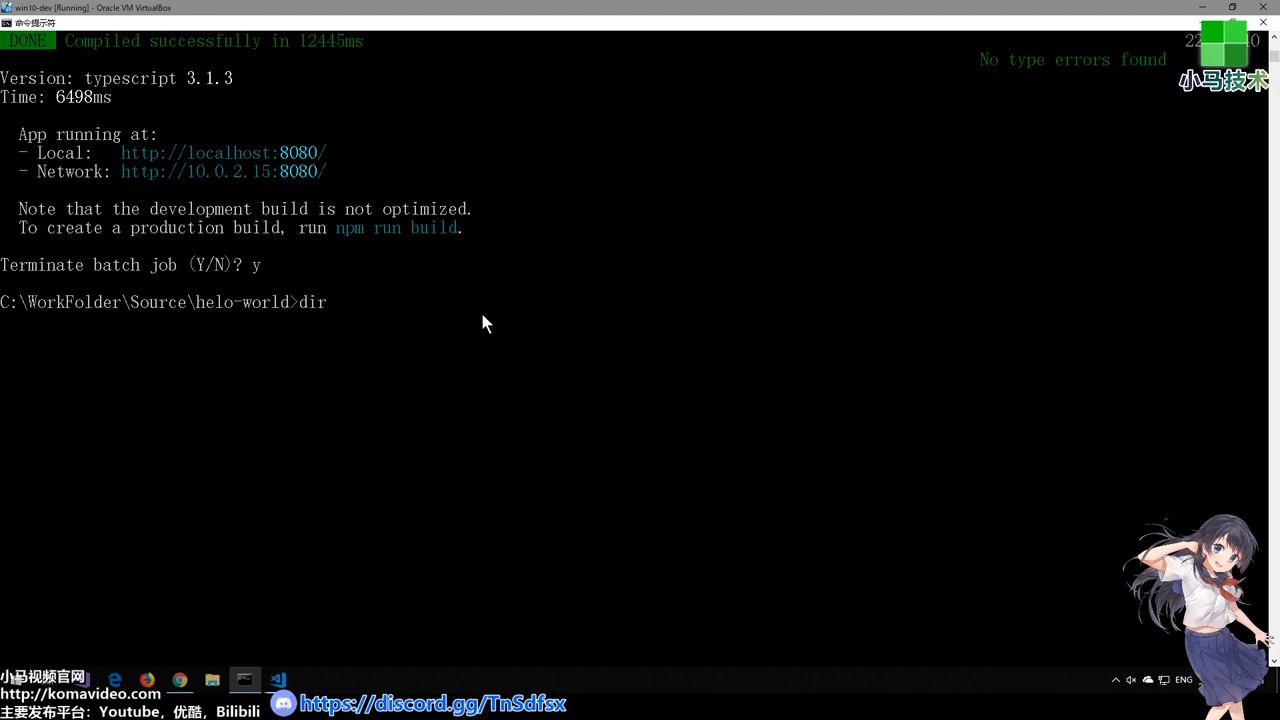 win10-dev [Running] - Oracle VM VirtualBox
命令提示符
DONE Compiled successfully in 12445ms
No type errors found
小马技术
Version: typescript 3.1.3
Time: 6498ms
App running at:
- Local: http://localhost:8080/
- Network: http://10.0.2.15:8080/
Note that the development build is not optimized.
To create a production build, run npm run build.
Terminate batch job (Y/N)? y
C:\WorkFolder\Source\helo-world>dir
小马视频官网
http://komavideo.com
主要发布平台：Youtube，优酷，Bilibili
https://discord.gg/TnSdfsx
ENG